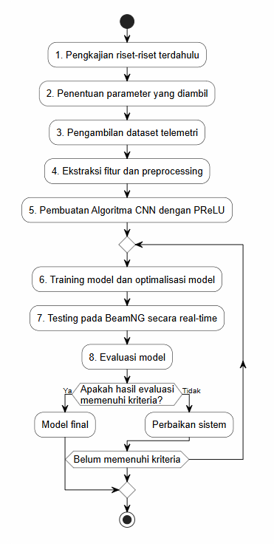 1. Pengkajian riset-riset terdahulu
2. Penentuan parameter yang diambil
3. Pengambilan dataset telemetri
4. Ekstraksi fitur dan preprocessing
5. Pembuatan Algoritma CNN dengan PReLU
6. Training model dan optimalisasi model
7. Testing pada BeamNG secara real-time
8. Evaluasi model
Ya
Apakah hasil evaluasi
memenuhi kriteria?
Tidak
Model final
Perbaikan sistem
Belum memenuhi kriteria